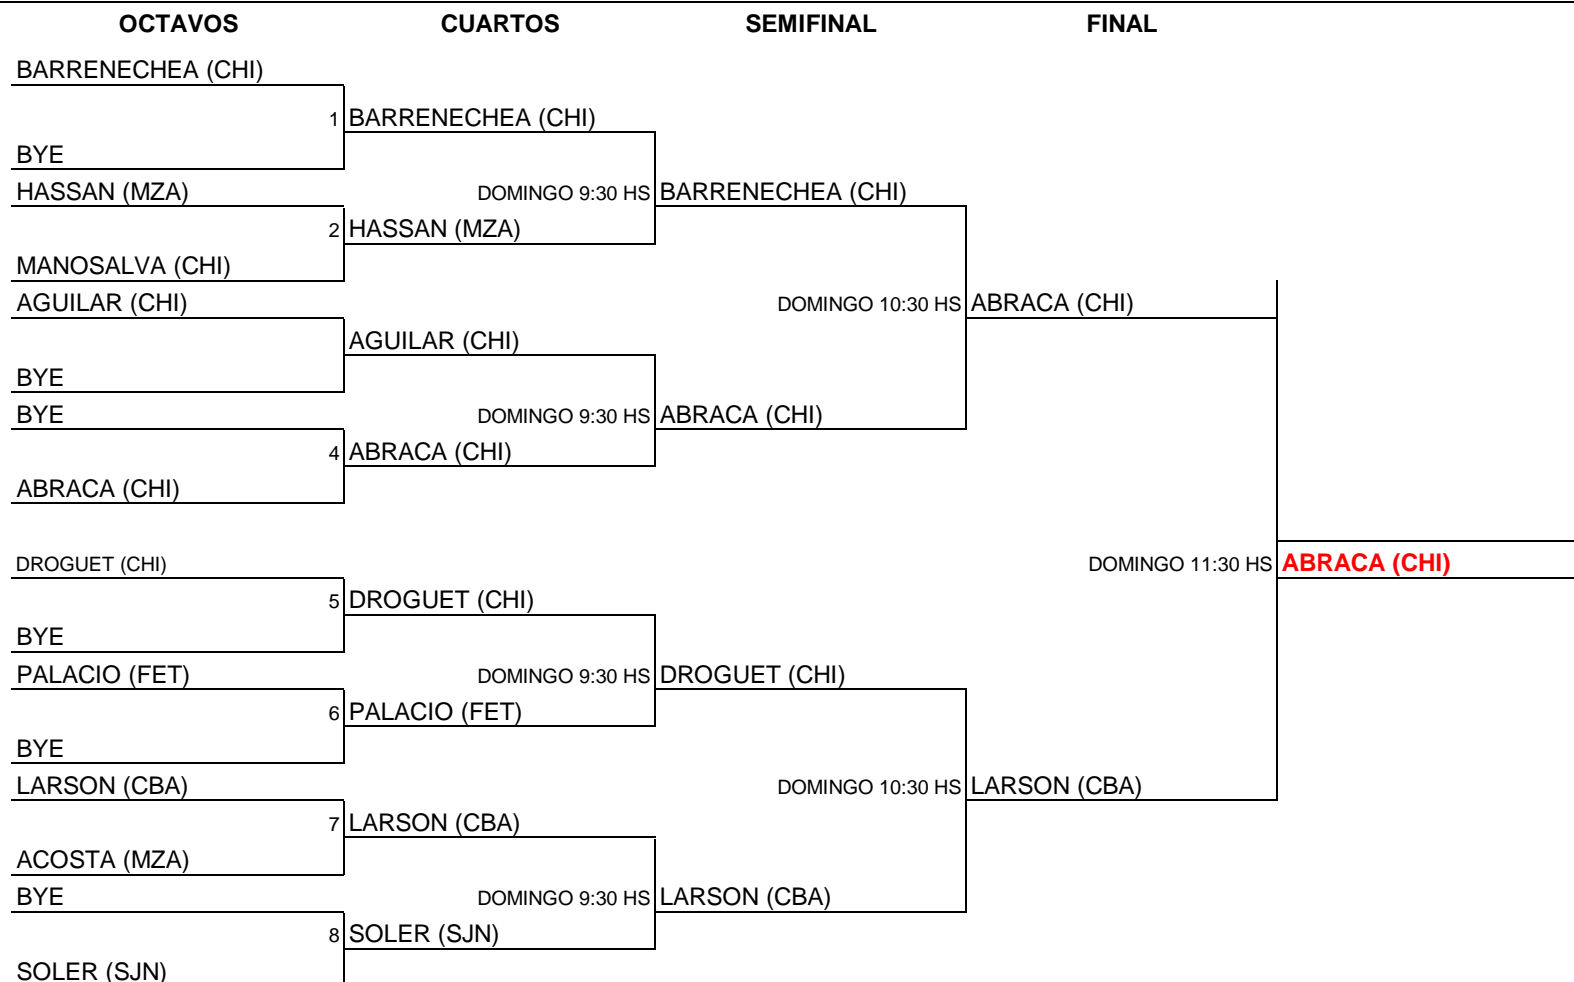 OCTAVOS CUARTOS SEMIFINAL FINAL
BARRENECHEA (CHI)
1 BARRENECHEA (CHI)
BYE
HASSAN (MZA) DOMINGO 9:30 HS BARRENECHEA (CHI)
2 HASSAN (MZA)
MANOSALVA (CHI)
AGUILAR (CHI) DOMINGO 10:30 HS ABRACA (CHI)
AGUILAR (CHI)
BYE
BYE DOMINGO 9:30 HS ABRACA (CHI)
4 ABRACA (CHI)
ABRACA (CHI)
DROGUET (CHI) DOMINGO 11:30 HS ABRACA (CHI)
5 DROGUET (CHI)
BYE
PALACIO (FET) DOMINGO 9:30 HS DROGUET (CHI)
6 PALACIO (FET)
BYE
LARSON (CBA) DOMINGO 10:30 HS LARSON (CBA)
7 LARSON (CBA)
ACOSTA (MZA)
BYE DOMINGO 9:30 HS LARSON (CBA)
8 SOLER (SJN)
SOLER (SJN)